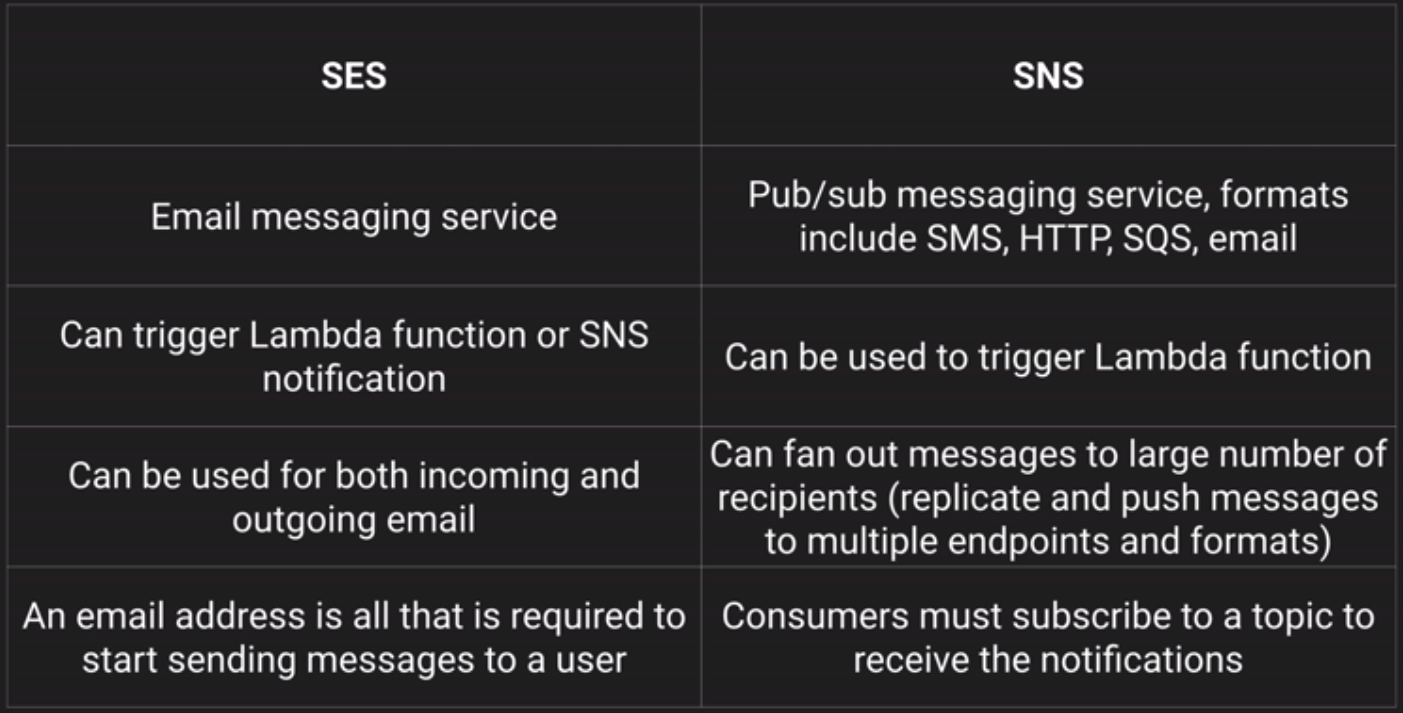 SES
SNS
Email messaging service
Pub/sub messaging service, formats
include SMS, HTTP, SQS, email
Can trigger Lambda function or SNS
notification
Can be used to trigger Lambda function
Can be used for both incoming and
outgoing email
Can fan out messages to large number of
recipients (replicate and push messages
to multiple endpoints and formats)
An email address is all that is required to
start sending messages to a user
Consumers must subscribe to a topic to
receive the notifications